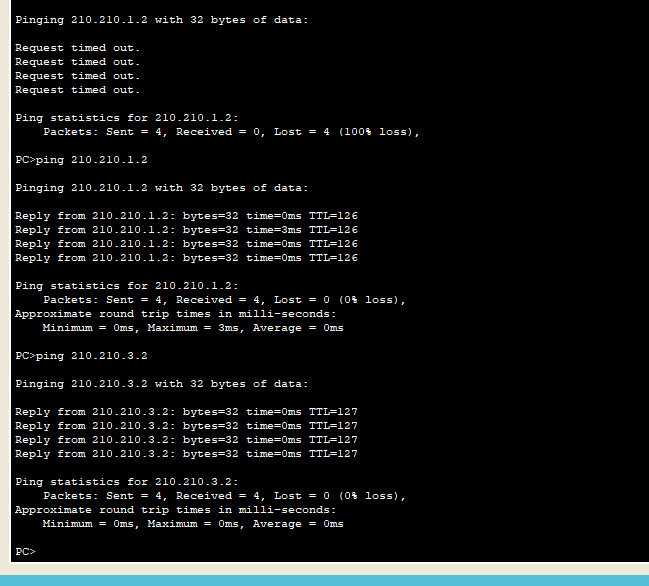 Pinging 210.210.1.2 with 32 bytes of data:
Request timed out.
Request timed out.
Request timed out.
Request timed out.
Ping statistics for 210.210.1.2:
    Packets: Sent = 4, Received = 0, Lost = 4 (100% loss),
PC>ping 210.210.1.2
Pinging 210.210.1.2 with 32 bytes of data:
Reply from 210.210.1.2: bytes=32 time=0ms TTL=126
Reply from 210.210.1.2: bytes=32 time=3ms TTL=126
Reply from 210.210.1.2: bytes=32 time=0ms TTL=126
Reply from 210.210.1.2: bytes=32 time=0ms TTL=126
Ping statistics for 210.210.1.2:
    Packets: Sent = 4, Received = 4, Lost = 0 (0% loss),
Approximate round trip times in milli-seconds:
    Minimum = 0ms, Maximum = 3ms, Average = 0ms
PC>ping 210.210.3.2
Pinging 210.210.3.2 with 32 bytes of data:
Reply from 210.210.3.2: bytes=32 time=0ms TTL=127
Reply from 210.210.3.2: bytes=32 time=0ms TTL=127
Reply from 210.210.3.2: bytes=32 time=0ms TTL=127
Reply from 210.210.3.2: bytes=32 time=0ms TTL=127
Ping statistics for 210.210.3.2:
    Packets: Sent = 4, Received = 4, Lost = 0 (0% loss),
Approximate round trip times in milli-seconds:
    Minimum = 0ms, Maximum = 0ms, Average = 0ms
PC>